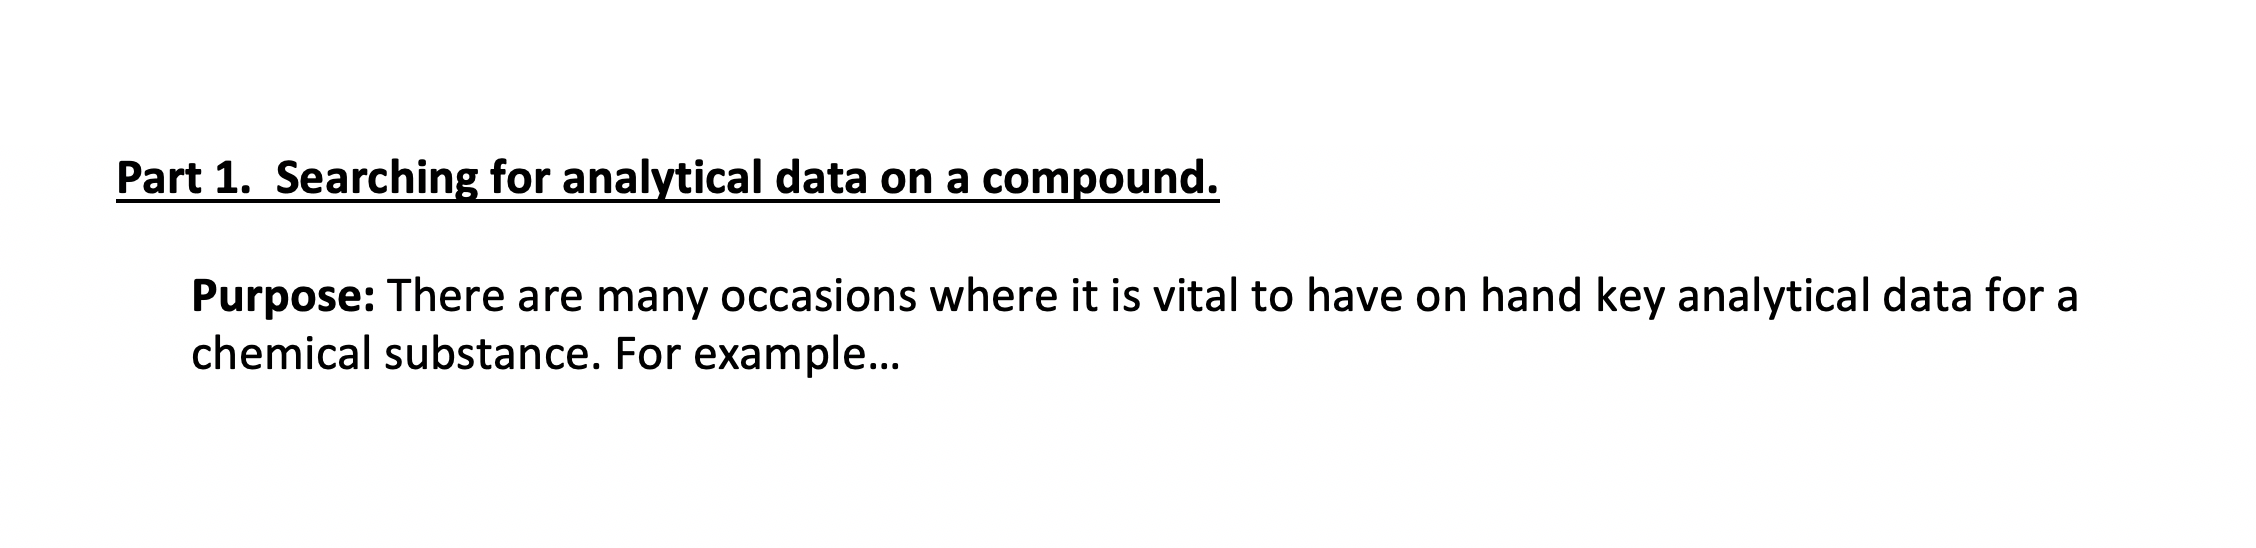 Part 1.  Searching for analytical data on a compound.
Purpose: There are many occasions where it is vital to have on hand key analytical data for a
chemical substance. For example...